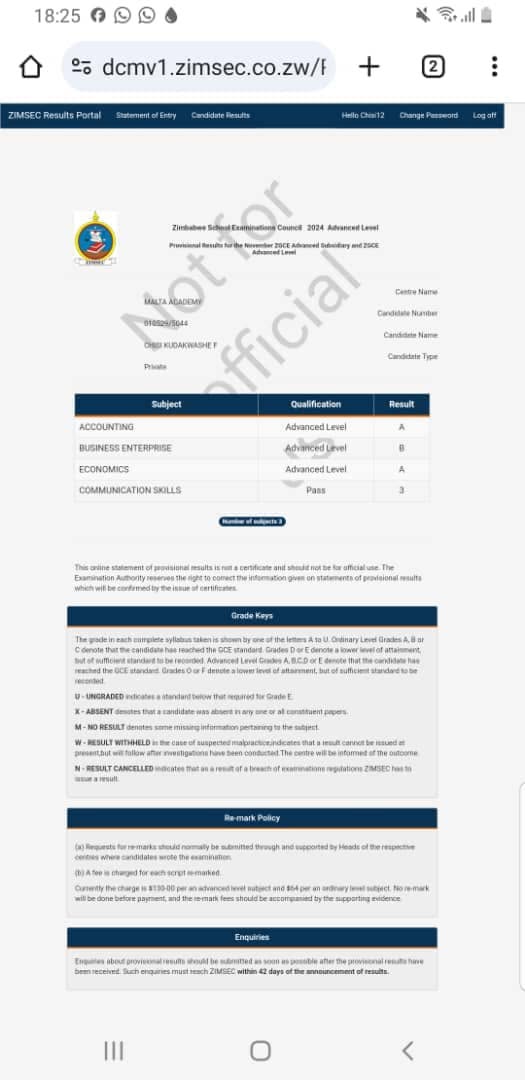 18:25
dcmv1.zimsec.co.zw/
2
ZIMSEC Results Portal Statement of Entry Candidate Results Hello Chisi12 Change Password Log off
Zimbabwe School Examinations Council 2024 Advanced Level
Provisional Results for the November ZGCE Advanced Subsidiary and ZGCE
Advanced Level
ZIMSEC
Not for official us
Centre Name
MALTA ACADEMY
Candidate Number
010529/5044
Candidate Name
CHISI KUDAKWASHE F
Candidate Type
Private
Subject Qualification Result
ACCOUNTING Advanced Level A
BUSINESS ENTERPRISE Advanced Level B
ECONOMICS Advanced Level A
COMMUNICATION SKILLS Pass 3
Number of subjects 3
This online statement of provisional results is not a certificate and should not be for official use. The
Examination Authority reserves the right to correct the information given on statements of provisional results
which will be confirmed by the issue of certificates.
Grade Keys
The grade in each complete syllabus taken is shown by one of the letters A to U. Ordinary Level Grades A, B or
C denote that the candidate has reached the GCE standard. Grades D or E denote a lower level of attainment,
but of sufficient standard to be recorded. Advanced Level Grades A,B,C,D or E denote that the candidate has
reached the GCE standard. Grades O or F denote a lower level of attainment, but of sufficient standard to be
recorded.
U - UNGRADED indicates a standard below that required for Grade E.
X - ABSENT denotes that a candidate was absent in any one or all constituent papers.
M - NO RESULT denotes some missing information pertaining to the subject.
W - RESULT WITHHELD in the case of suspected malpractice,indicates that a result cannot be issued at
present,but will follow after investigations have been conducted.The centre will be informed of the outcome.
N - RESULT CANCELLED indicates that as a result of a breach of examinations regulations ZIMSEC has to
issue a result.
Re-mark Policy
(a) Requests for re-marks should normally be submitted through and supported by Heads of the respective
centres where candidates wrote the examination.
(b) A fee is charged for each script re-marked.
Currently the charge is $130-00 per an advanced level subject and $64 per an ordinary level subject. No re-mark
will be done before payment, and the re-mark fees should be accompanied by the supporting evidence.
Enquiries
Enquiries about provisional results should be submitted as soon as possible after the provisional results have
been received. Such enquiries must reach ZIMSEC within 42 days of the announcement of results.